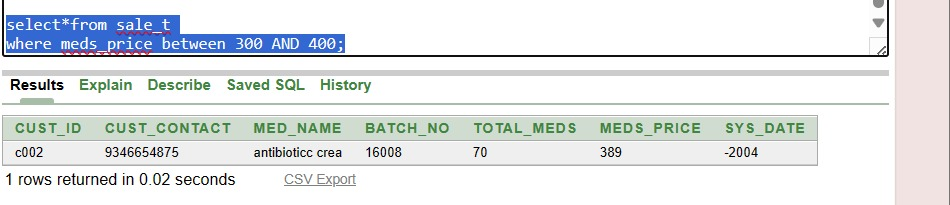 select*from sale_t
where meds_price between 300 AND 400;
Results Explain Describe Saved SQL History
CUST_ID CUST_CONTACT MED_NAME BATCH_NO TOTAL_MEDS MEDS_PRICE SYS_DATE
c002 9346654875 antibioticc crea 16008 70 389 -2004
1 rows returned in 0.02 seconds CSV Export